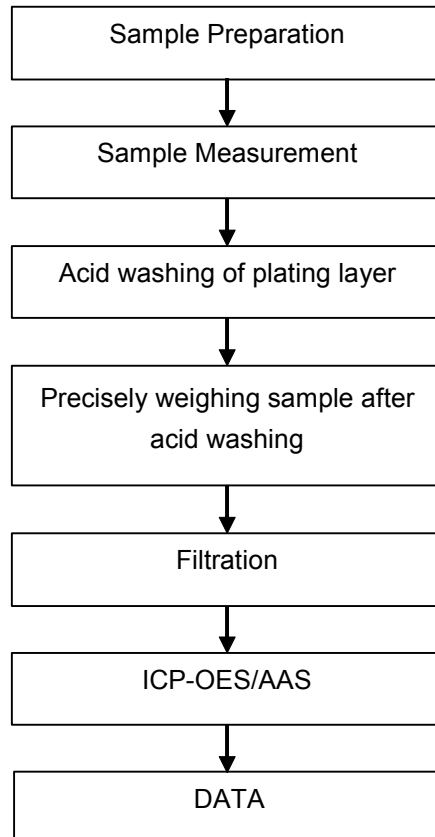 Sample Preparation
Sample Measurement
Acid washing of plating layer
Precisely weighing sample after
acid washing
Filtration
ICP-OES/AAS
DATA